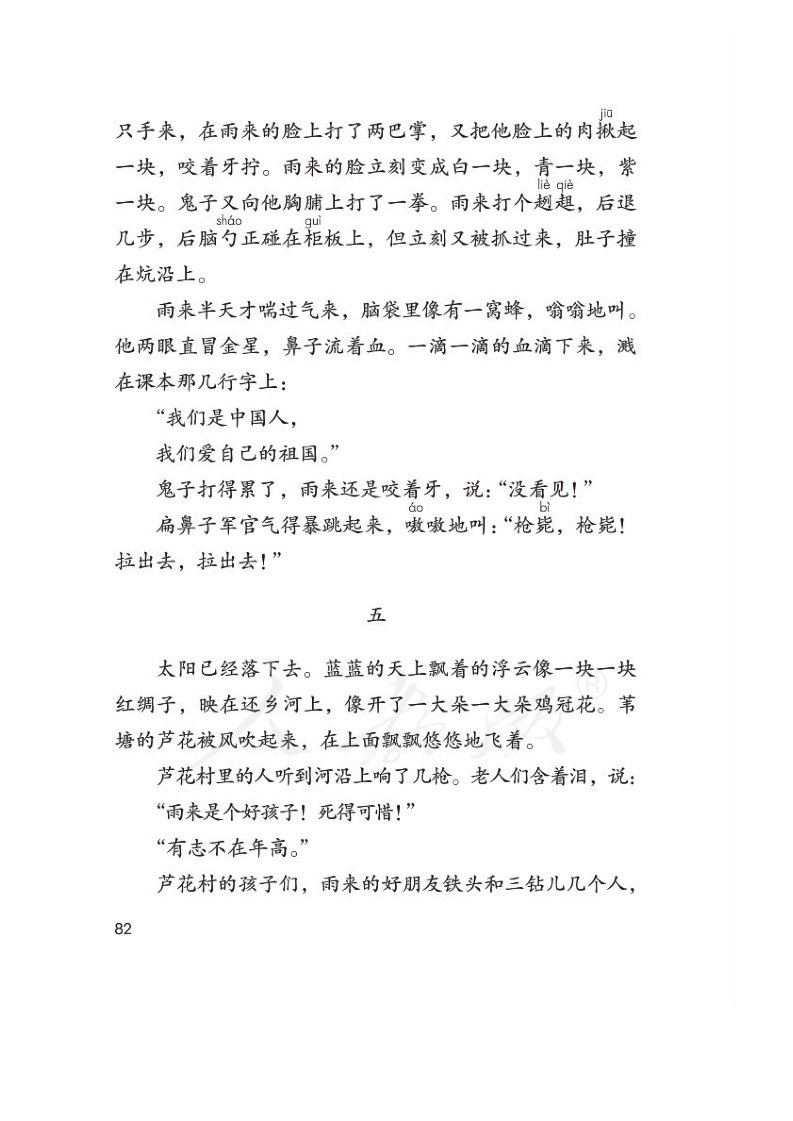 jiū
只手来，在雨来的脸上打了两巴掌，又把他脸上的肉揪起
一块，咬着牙拧。雨来的脸立刻变成白一块，青一块，紫
liè qiè
一块。鬼子又向他胸脯上打了一拳。雨来打个趔趄，后退
sháo guì
几步，后脑勺正碰在柜板上，但立刻又被抓过来，肚子撞
在炕沿上。
雨来半天才喘过气来，脑袋里像有一窝蜂，嗡嗡地叫。
他两眼直冒金星，鼻子流着血。一滴一滴的血滴下来，溅
在课本那几行字上：
“我们是中国人，
我们爱自己的祖国。”
鬼子打得累了，雨来还是咬着牙，说：“没看见！”
áo bì
扁鼻子军官气得暴跳起来，嗷嗷地叫：“枪毙，枪毙！
拉出去，拉出去！”
五
太阳已经落下去。蓝蓝的天上飘着的浮云像一块一块
红绸子，映在还乡河上，像开了一大朵一大朵鸡冠花。苇
塘的芦花被风吹起来，在上面飘飘悠悠地飞着。
芦花村里的人听到河沿上响了几枪。老人们含着泪，说：
“雨来是个好孩子！死得可惜！”
“有志不在年高。”
芦花村的孩子们，雨来的好朋友铁头和三钻儿几个人，
82
人教版®